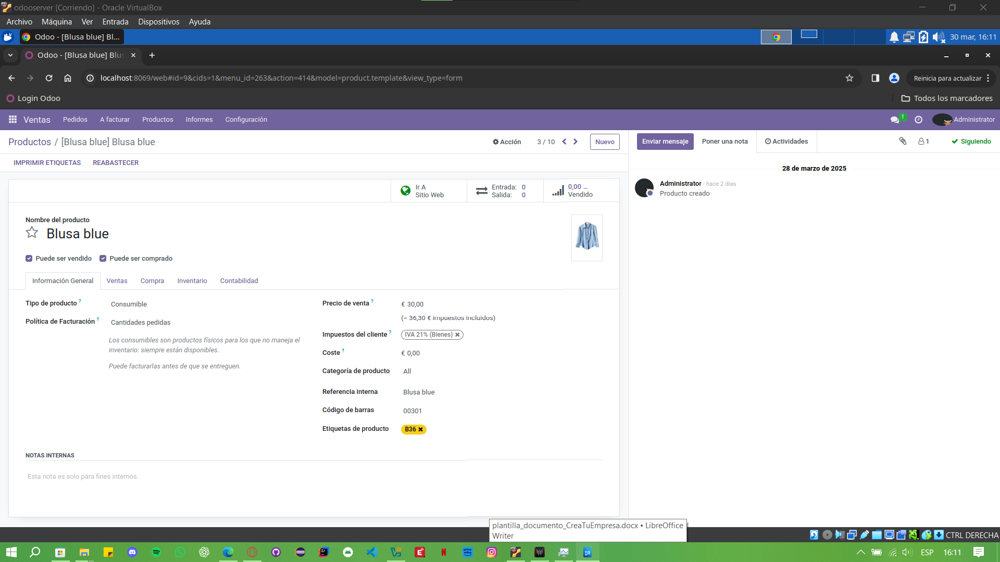 odooserver [Corriendo] - Oracle VirtualBox
Archivo Máquina Ver Entrada Dispositivos Ayuda
Odoo - [Blusa blue] Bl...
30 mar, 16:11
Odoo - [Blusa blue] Blus
localhost:8069/web#id=9&cids=1&menu_id=263&action=414&model=product.template&view_type=form
Reinicia para actualizar
Login Odoo
Todos los marcadores
Ventas Pedidos A facturar Productos Informes Configuración
1
Administrator
Productos / [Blusa blue] Blusa blue
Acción
3 / 10
Nuevo
Enviar mensaje
Poner una nota
Actividades
1
Siguiendo
IMPRIMIR ETIQUETAS REABASTECER
Ir A
Sitio Web
Entrada: 0
Salida: 0
0,00 ...
Vendido
28 de marzo de 2025
Administrator - hace 2 días
Producto creado
Nombre del producto
Blusa blue
Puede ser vendido Puede ser comprado
Información General Ventas Compra Inventario Contabilidad
Tipo de producto ? Consumible
Política de Facturación ? Cantidades pedidas
Los consumibles son productos físicos para los que no maneja el
inventario: siempre están disponibles.
Puede facturarlas antes de que se entreguen.
Precio de venta ? € 30,00
(= 36,30 € impuestos incluidos)
Impuestos del cliente ? IVA 21% (Bienes)
Coste ? € 0,00
Categoría de producto All
Referencia interna Blusa blue
Código de barras 00301
Etiquetas de producto B36
NOTAS INTERNAS
Esta nota es solo para fines internos.
plantilla_documento_CreaTuEmpresa.docx • LibreOffice
Writer
CTRL DERECHA
ESP
16:11